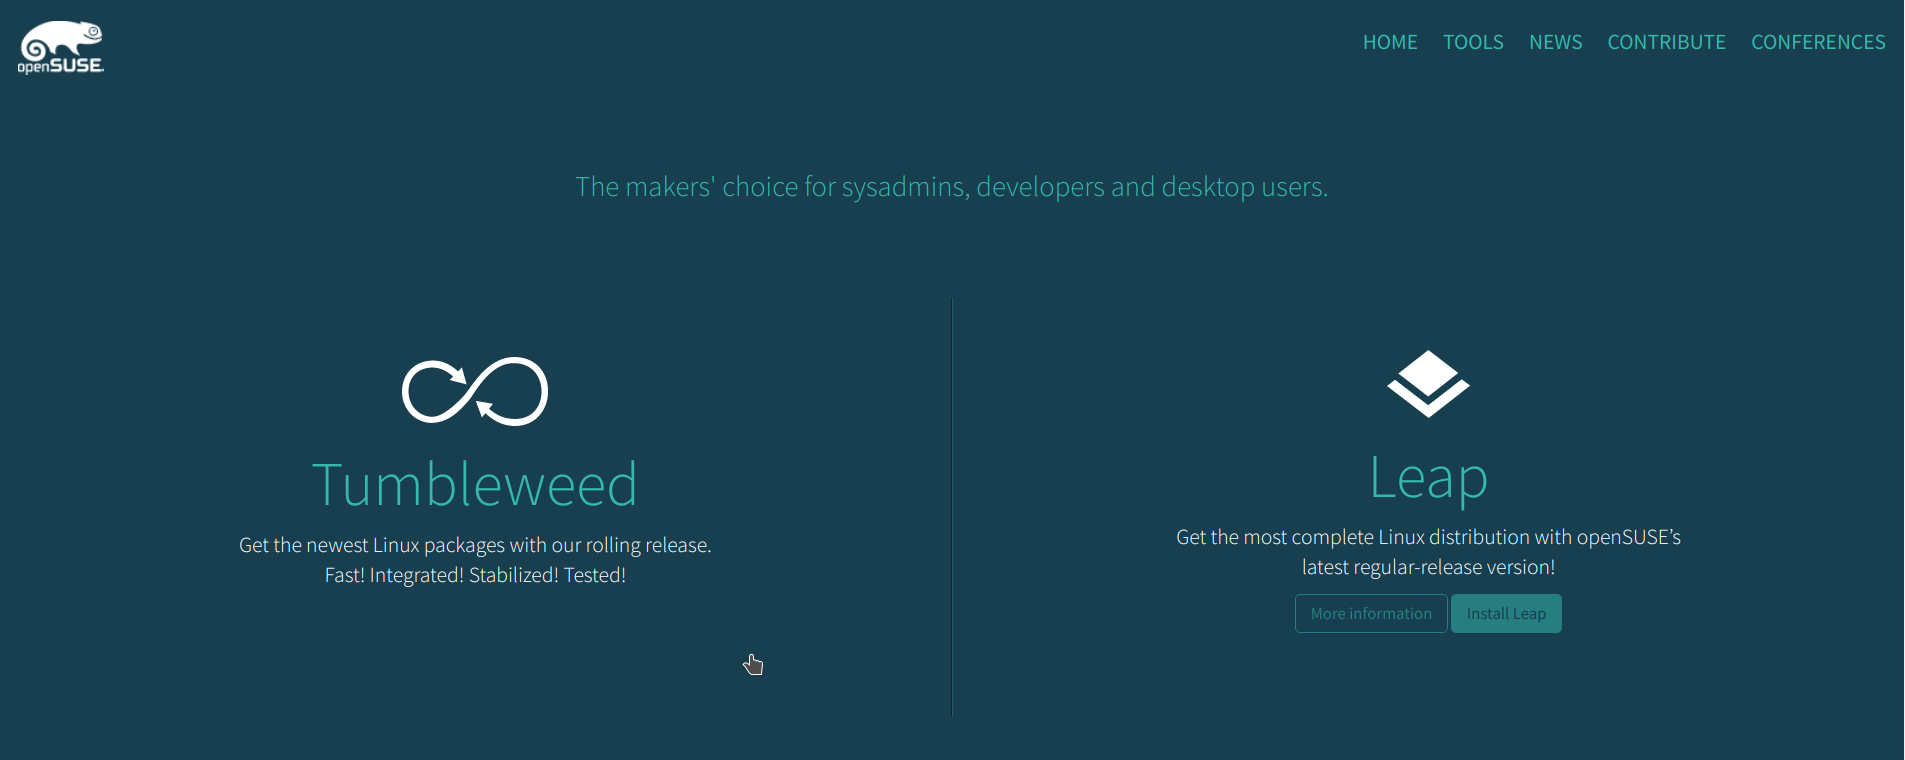 openSUSE.
HOME TOOLS NEWS CONTRIBUTE CONFERENCES
The makers' choice for sysadmins, developers and desktop users.
Tumbleweed
Get the newest Linux packages with our rolling release.
Fast! Integrated! Stabilized! Tested!
Leap
Get the most complete Linux distribution with openSUSE’s
latest regular-release version!
More information Install Leap